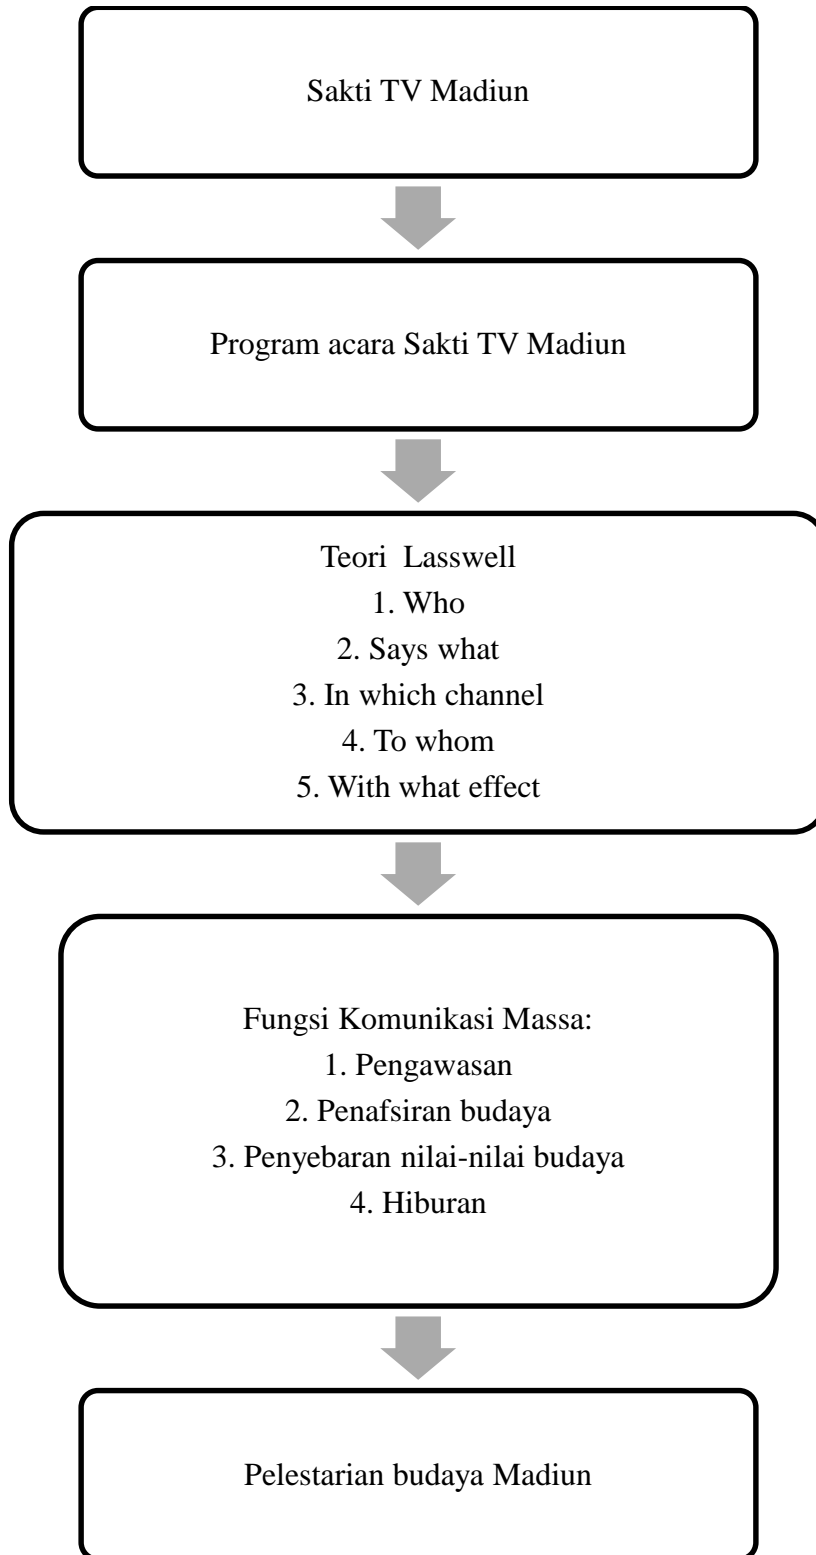 Sakti TV Madiun
Program acara Sakti TV Madiun
Teori  Lasswell
1. Who
2. Says what
3. In which channel
4. To whom
5. With what effect
Fungsi Komunikasi Massa:
1. Pengawasan
2. Penafsiran budaya
3. Penyebaran nilai-nilai budaya
4. Hiburan
Pelestarian budaya Madiun